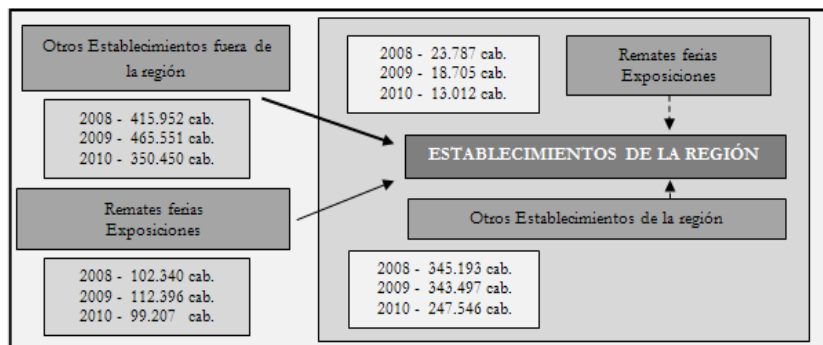 Otros Establecimientos fuera de
la región
2008 - 415.952 cab.
2009 - 465.551 cab.
2010 - 350.450 cab.
Remates ferias
Exposiciones
2008 - 102.340 cab.
2009 - 112.396 cab.
2010 - 99.207 cab.
2008 - 23.787 cab.
2009 - 18.705 cab.
2010 - 13.012 cab.
Remates ferias
Exposiciones
ESTABLECIMIENTOS DE LA REGIÓN
Otros Establecimientos de la región
2008 - 345.193 cab.
2009 - 343.497 cab.
2010 - 247.546 cab.